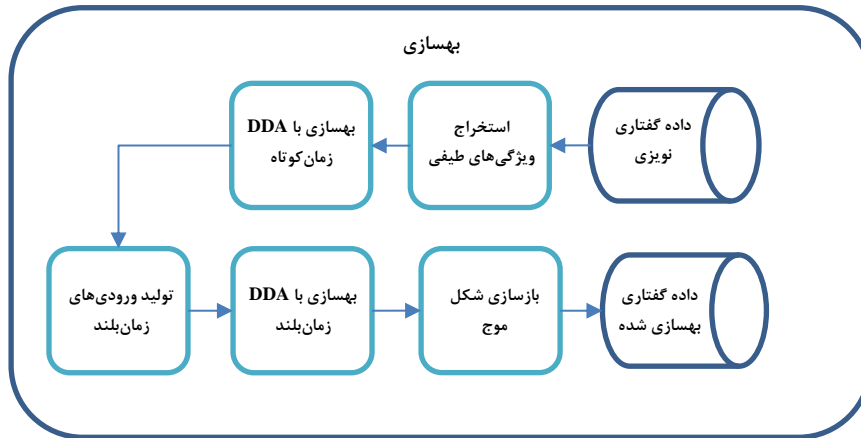 بهسازی
داده گفتاری
نویزی
استخراج
ویژگی‌های طیفی
بهسازی با DDA
زمان‌کوتاه
تولید ورودی‌های
زمان‌بلند
بهسازی با DDA
زمان‌بلند
بازسازی شکل
موج
داده گفتاری
بهسازی شده